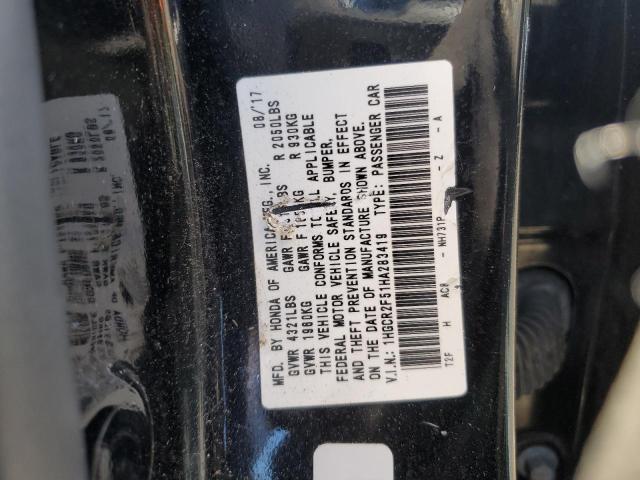 MFD. BY HONDA OF AMERICA MFG., INC. 08/'17
GVWR 4321LBS GAWR F LBS R 2050LBS
GVWR 1960KG GAWR F KG R 930KG
THIS VEHICLE CONFORMS TO ALL APPLICABLE
FEDERAL MOTOR VEHICLE SAFETY, BUMPER,
AND THEFT PREVENTION STANDARDS IN EFFECT
ON THE DATE OF MANUFACTURE SHOWN ABOVE.
V.I.N.: 1HGCR2F51HA283419 TYPE: PASSENGER CAR
T2F H AC0 - NH731P - Z - A